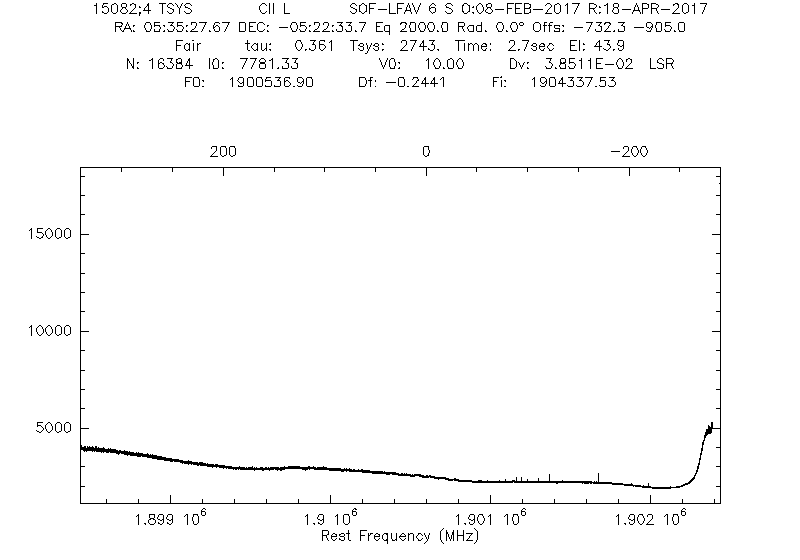 15082;4 TSYS CII L SOF-LFAV 6 S O:08-FEB-2017 R:18-APR-2017
RA: 05:35:27.67 DEC: -05:22:33.7 Eq 2000.0 Rad. 0.0° Offs: -732.3 -905.0
Fair tau: 0.361 Tsys: 2743. Time: 2.7sec El: 43.9
N: 16384 I0: 7781.33 V0: 10.00 Dv: 3.8511E-02 LSR
F0: 1900536.90 Df: -0.2441 Fi: 1904337.53
200 0 -200
15000
10000
5000
1.899 10⁶ 1.9 10⁶ 1.901 10⁶ 1.902 10⁶
Rest Frequency (MHz)